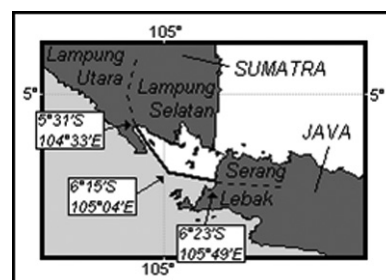 105°
Lampung
Utara
SUMATRA
Lampung
Selatan
5°
5°
5°31'S
104°33'E
JAVA
6°15'S
105°04'E
Serang
Lebak
6°23'S
105°49'E
105°